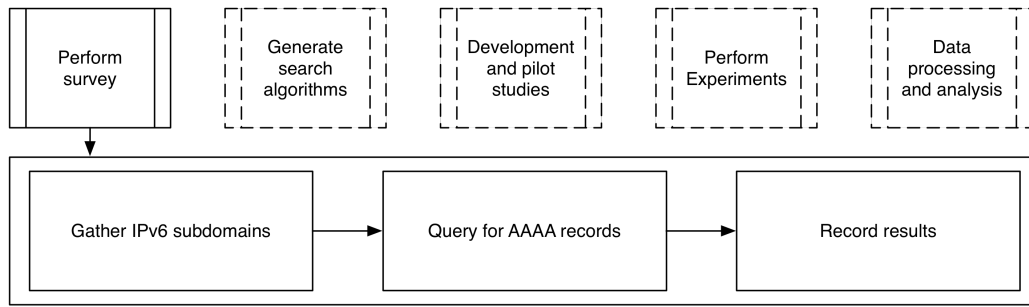 Perform
survey
Generate
search
algorithms
Development
and pilot
studies
Perform
Experiments
Data
processing
and analysis
Gather IPv6 subdomains
Query for AAAA records
Record results